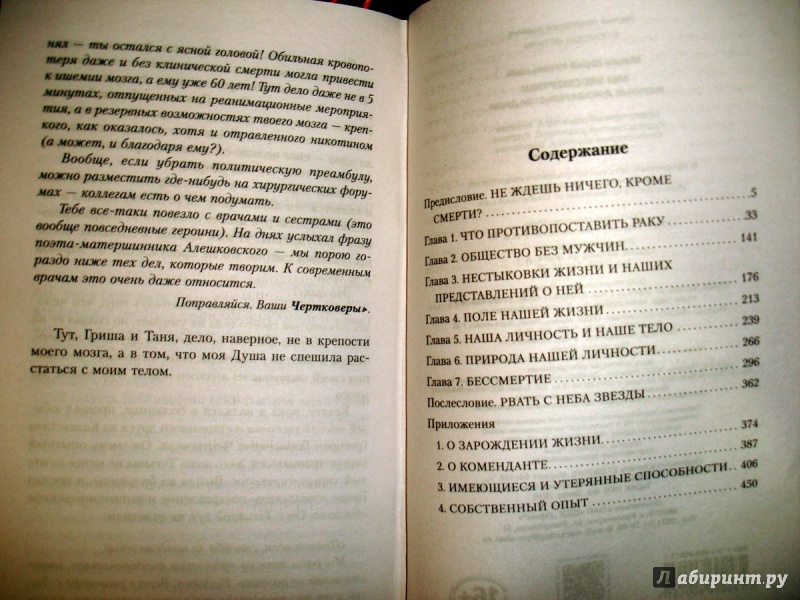 нял — ты остался с ясной головой! Обильная кровопо-
теря даже и без клинической смерти могла привести
к ишемии мозга, а ему уже 60 лет! Тут дело даже не в 5
минутах, отпущенных на реанимационные мероприя-
тия, а в резервных возможностях твоего мозга — креп-
кого, как оказалось, хотя и отравленного никотином
(а может, и благодаря ему?).
Вообще, если убрать политическую преамбулу,
можно разместить где-нибудь на хирургических фору-
мах — коллегам есть о чем подумать.
Тебе все-таки повезло с врачами и сестрами (это
вообще повседневные героини). На днях услыхал фразу
поэта-матершинника Алешковского — мы порою го-
раздо ниже тех дел, которые творим. К современным
врачам это очень даже относится.
Поправляйся. Ваши Чертковеры».
Тут, Гриша и Таня, дело, наверное, не в крепости
моего мозга, а в том, что моя Душа не спешила рас-
статься с моим телом.
Содержание
Предисловие. НЕ ЖДЕШЬ НИЧЕГО, КРОМЕ
СМЕРТИ? 5
Глава 1. ЧТО ПРОТИВОПОСТАВИТЬ РАКУ 33
Глава 2. ОБЩЕСТВО БЕЗ МУЖЧИН 141
Глава 3. НЕСТЫКОВКИ ЖИЗНИ И НАШИХ
ПРЕДСТАВЛЕНИЙ О НЕЙ 176
Глава 4. ПОЛЕ НАШЕЙ ЖИЗНИ 213
Глава 5. НАША ЛИЧНОСТЬ И НАШЕ ТЕЛО 239
Глава 6. ПРИРОДА НАШЕЙ ЛИЧНОСТИ 266
Глава 7. БЕССМЕРТИЕ 296
Послесловие. РВАТЬ С НЕБА ЗВЕЗДЫ 362
Приложения
1. О ЗАРОЖДЕНИИ ЖИЗНИ 374
2. О КОМЕНДАНТЕ 387
3. ИМЕЮЩИЕСЯ И УТЕРЯННЫЕ СПОСОБНОСТИ 406
4. СОБСТВЕННЫЙ ОПЫТ 450
Лабиринт.ру